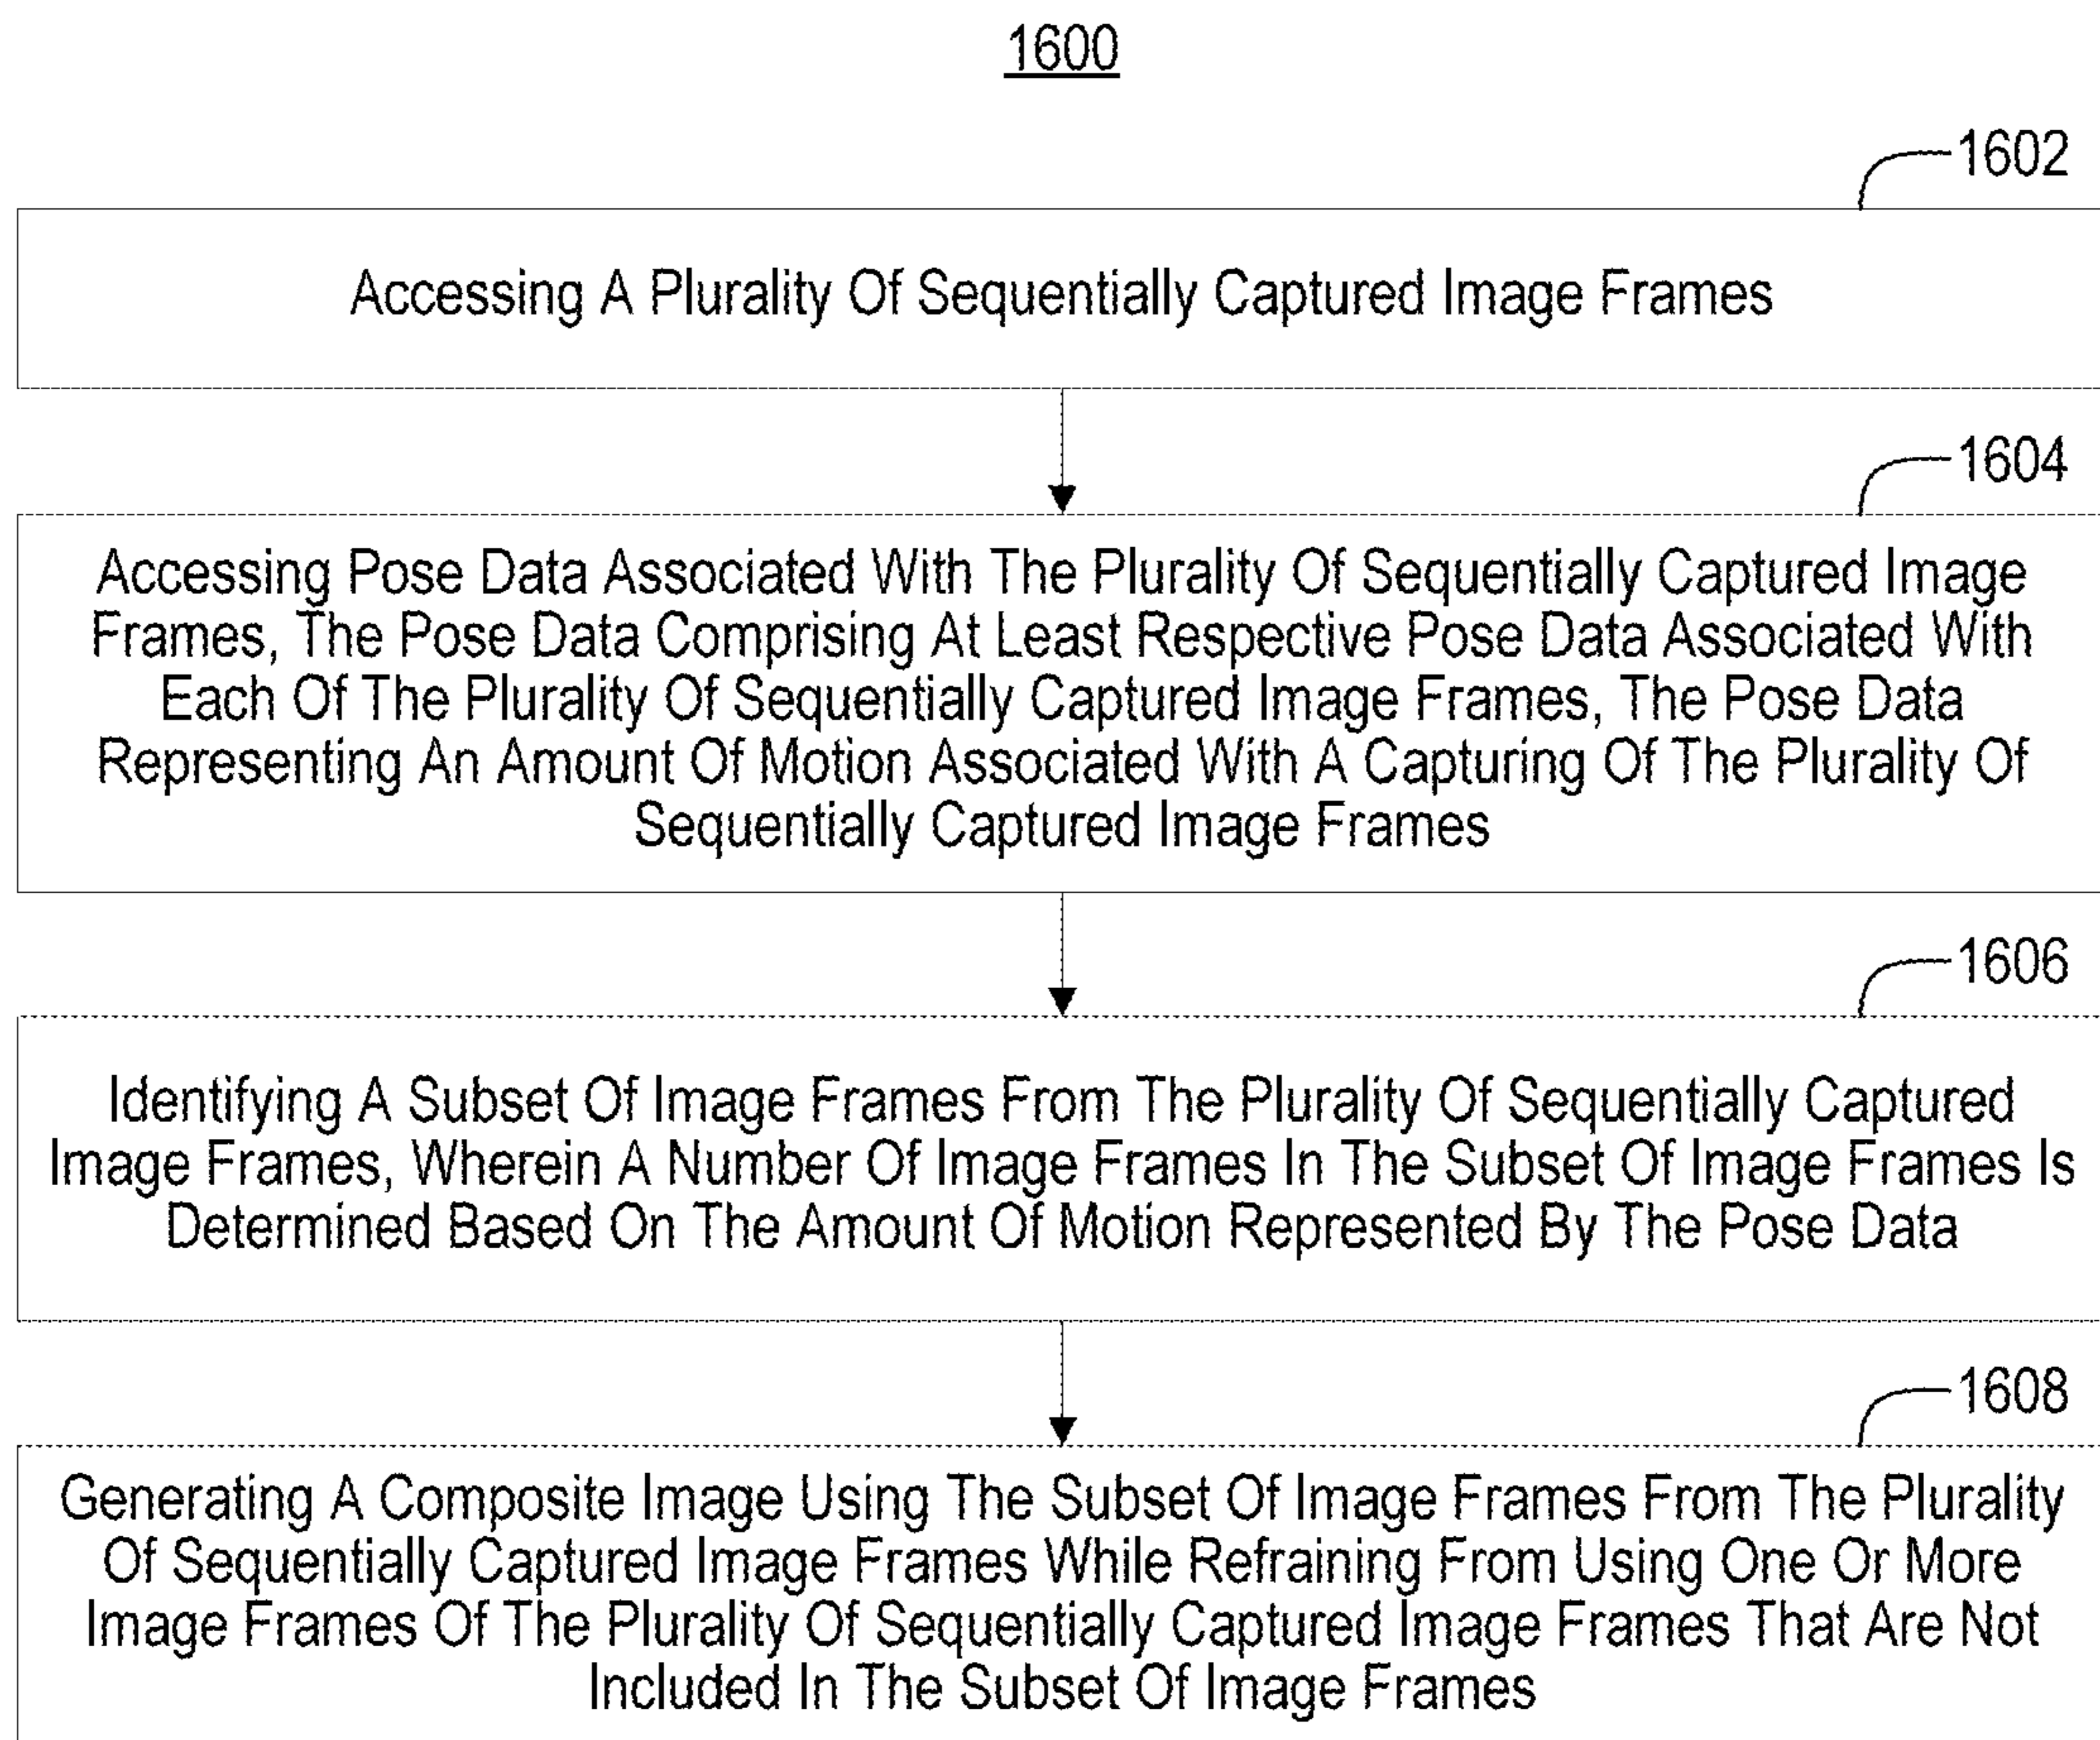 1600
1602
Accessing A Plurality Of Sequentially Captured Image Frames
1604
Accessing Pose Data Associated With The Plurality Of Sequentially Captured Image
Frames, The Pose Data Comprising At Least Respective Pose Data Associated With
Each Of The Plurality Of Sequentially Captured Image Frames, The Pose Data
Representing An Amount Of Motion Associated With A Capturing Of The Plurality Of
Sequentially Captured Image Frames
1606
Identifying A Subset Of Image Frames From The Plurality Of Sequentially Captured
Image Frames, Wherein A Number Of Image Frames In The Subset Of Image Frames Is
Determined Based On The Amount Of Motion Represented By The Pose Data
1608
Generating A Composite Image Using The Subset Of Image Frames From The Plurality
Of Sequentially Captured Image Frames While Refraining From Using One Or More
Image Frames Of The Plurality Of Sequentially Captured Image Frames That Are Not
Included In The Subset Of Image Frames